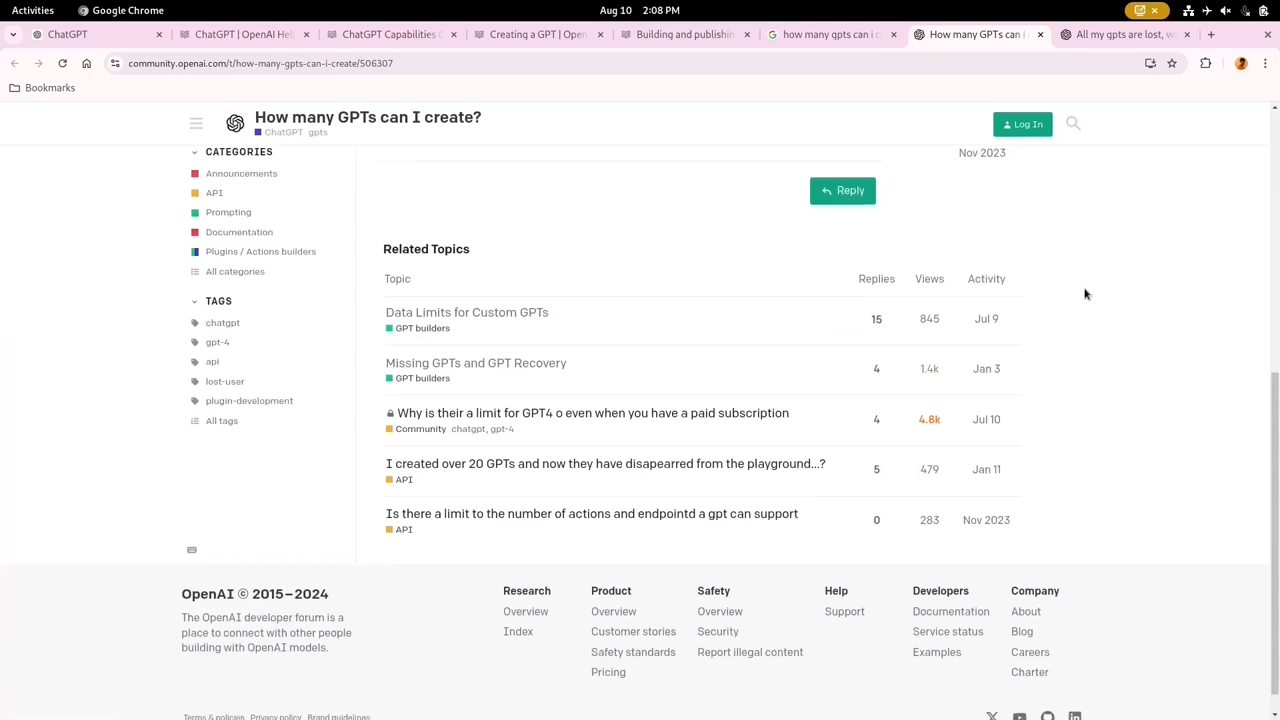 Activities
Google Chrome
Aug 10 2:08 PM
ChatGPT
ChatGPT | OpenAI Hel
ChatGPT Capabilities O
Creating a GPT | Open
Building and publishin
how many gpts can i c
How many GPTs can I
All my gpts are lost, w
community.openai.com/t/how-many-gpts-can-i-create/506307
Bookmarks
How many GPTs can I create?
ChatGPT gpts
Log In
CATEGORIES
Announcements
API
Prompting
Documentation
Plugins / Actions builders
All categories
TAGS
chatgpt
gpt-4
api
lost-user
plugin-development
All tags
Nov 2023
Reply
Related Topics
Topic Replies Views Activity
Data Limits for Custom GPTs 15 845 Jul 9
GPT builders
Missing GPTs and GPT Recovery 4 1.4k Jan 3
GPT builders
Why is their a limit for GPT4 o even when you have a paid subscription 4 4.8k Jul 10
Community chatgpt, gpt-4
I created over 20 GPTs and now they have disapearred from the playground...? 5 479 Jan 11
API
Is there a limit to the number of actions and endpointd a gpt can support 0 283 Nov 2023
API
OpenAI © 2015–2024
The OpenAI developer forum is a
place to connect with other people
building with OpenAI models.
Research
Overview
Index
Product
Overview
Customer stories
Safety standards
Pricing
Safety
Overview
Security
Report illegal content
Help
Support
Developers
Documentation
Service status
Examples
Company
About
Blog
Careers
Charter
Terms & policies Privacy policy Brand guidelines